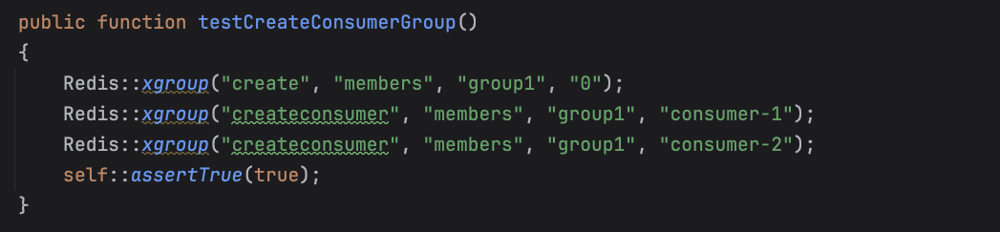 public function testCreateConsumerGroup()
{
    Redis::xgroup("create", "members", "group1", "0");
    Redis::xgroup("createconsumer", "members", "group1", "consumer-1");
    Redis::xgroup("createconsumer", "members", "group1", "consumer-2");
    self::assertTrue(true);
}